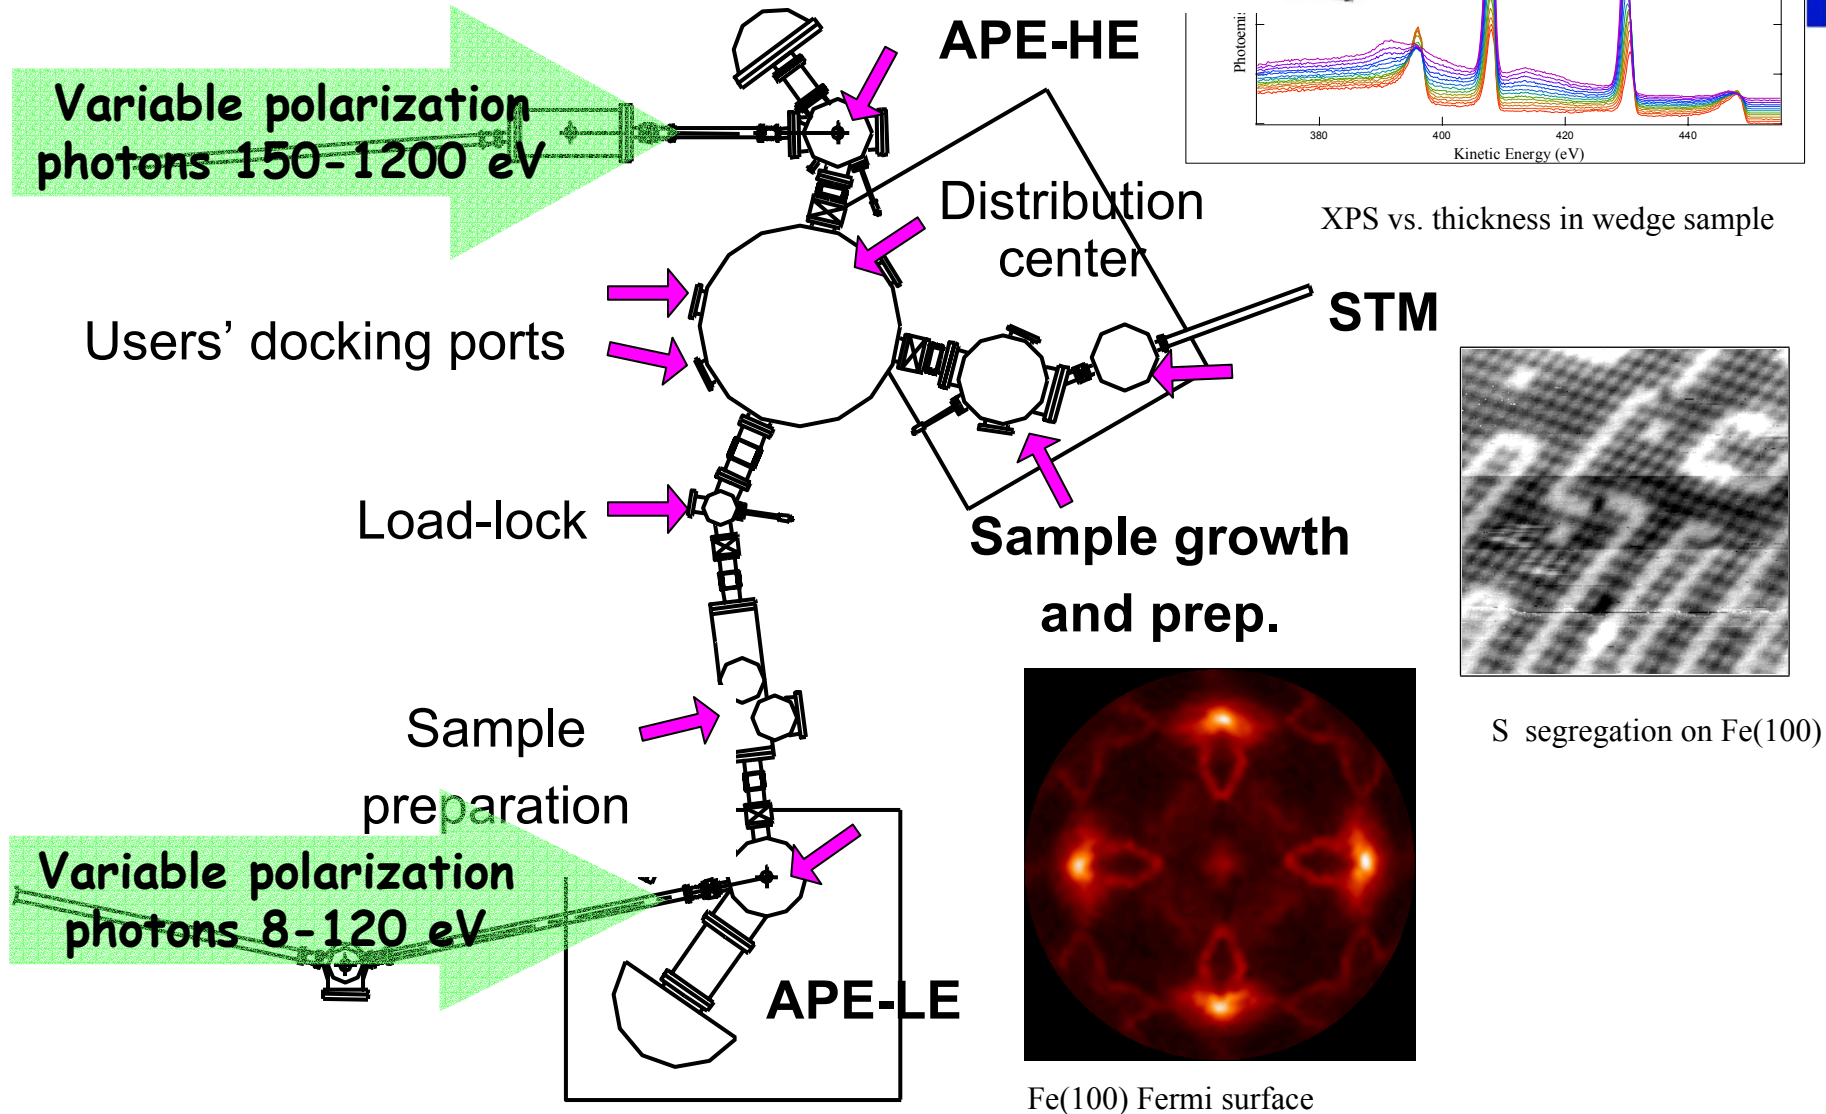 APE-HE
Variable polarization
photons 150-1200 eV
380
400
420
440
Kinetic Energy (eV)
XPS vs. thickness in wedge sample
Distribution
center
STM
Users’ docking ports
Load-lock
Sample growth
and prep.
Sample
preparation
S segregation on Fe(100)
Variable polarization
photons 8-120 eV
APE-LE
Fe(100) Fermi surface